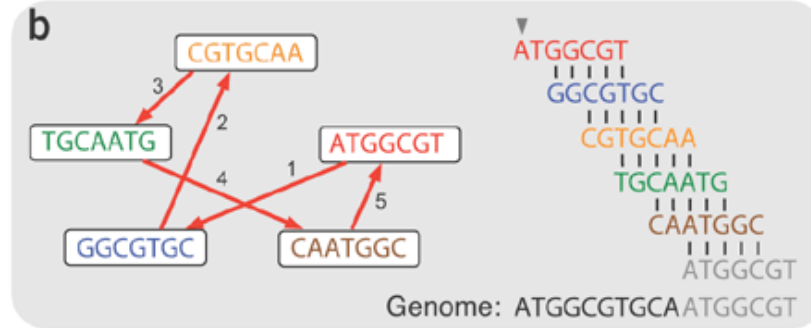 b
CGTGCAA
3
2
TGCAATG
ATGGCGT
1
4
5
GGCGTGC
CAATGGC
ATGGCGT
GGCGTGC
CGTGCAA
TGCAATG
CAATGGC
ATGGCGT
Genome: ATGGCGTGCAATGGCGT